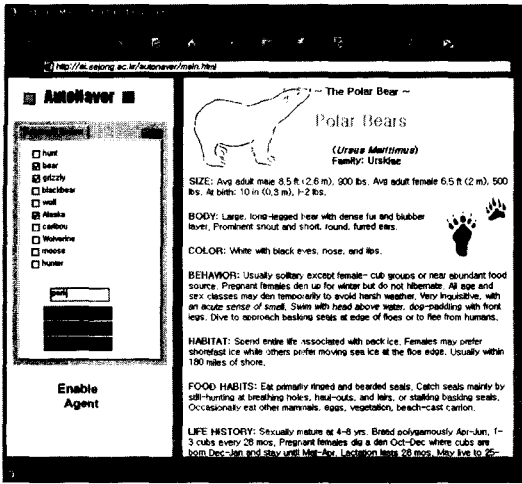 http://ai.sejong.ac.kr/autonaver/main.html
AutoNaver
hunt
bear
grizzly
blackbear
wolf
Alaska
caribou
Wolverine
moose
hunter
park
Enable
Agent
~ The Polar Bear ~
Polar Bears
(Ursus Maritimus)
Family: Urskiae
SIZE: Avg adult male 8.5 ft (2.6 m), 900 lbs. Avg adult female 6.5 ft (2 m), 500
lbs. At birth: 10 in (0.3 m), 1-2 lbs.
BODY: Large, long-legged bear with dense fur and blubber
layer. Prominent snout and short, round, furred ears.
COLOR: White with black eyes, nose, and lips.
BEHAVIOR: Usually solitary except female- cub groups or near abundant food
source. Pregnant females den up for winter but do not hibernate. All age and
sex classes may den temporarily to avoid harsh weather. Very inquisitive, with
an acute sense of smell. Swim with head above water, dog-paddling with front
legs. Dive to approach basking seals at edge of floes or to flee from humans.
HABITAT: Spend entire life associated with pack ice. Females may prefer
shorefast ice while others prefer moving sea ice at the floe edge. Usually within
180 miles of shore.
FOOD HABITS: Eat primarily ringed and bearded seals. Catch seals mainly by
still-hunting at breathing holes, haul-outs, and lairs, or stalking basking seals.
Occasionally eat other mammals, eggs, vegetation, beach-cast carrion.
LIFE HISTORY: Sexually mature at 4-8 yrs. Breed polygamously Apr-Jun, 1-
3 cubs every 28 mos. Pregnant females dig a den Oct-Dec where cubs are
born Dec-Jan and stay until Mar-Apr. Lactation lasts 28 mos. May live to 25-